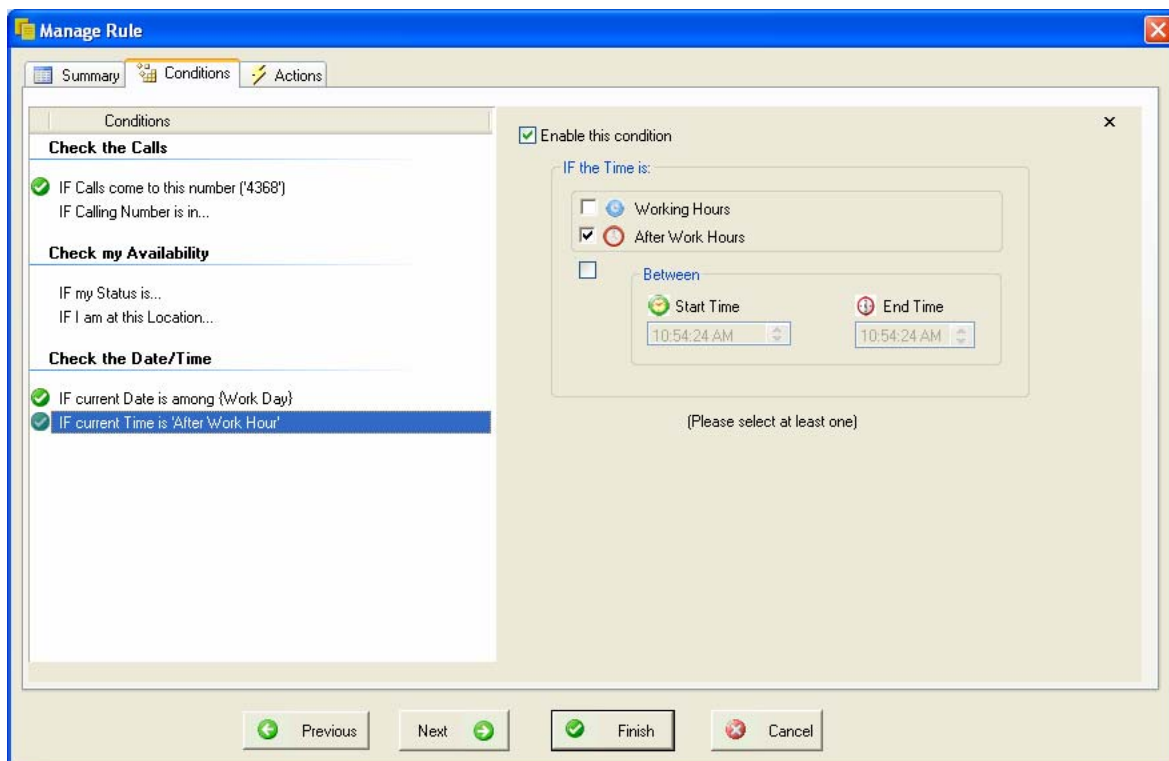 Manage Rule
Summary
Conditions
Actions
Conditions
Check the Calls
IF Calls come to this number ('4368')
IF Calling Number is in...
Check my Availability
IF my Status is...
IF I am at this Location...
Check the Date/Time
IF current Date is among {Work Day}
IF current Time is 'After Work Hour'
Enable this condition
IF the Time is:
Working Hours
After Work Hours
Between
Start Time
End Time
10:54:24 AM
10:54:24 AM
(Please select at least one)
Previous
Next
Finish
Cancel